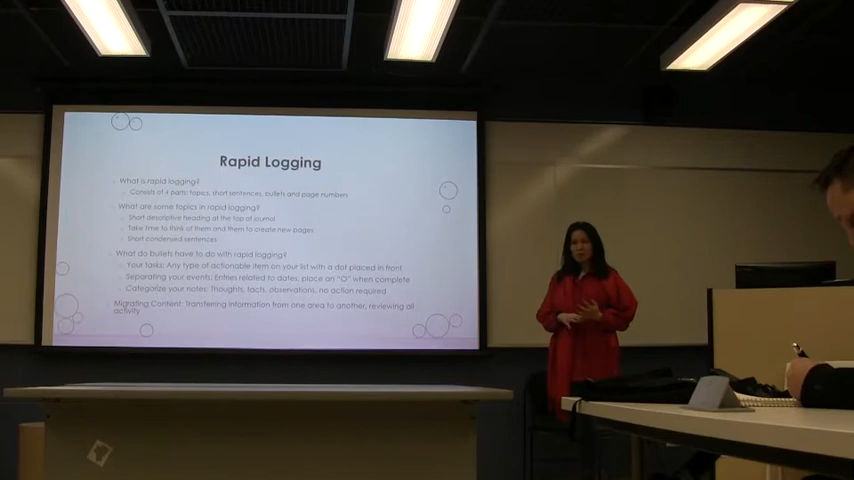 Rapid Logging
What is rapid logging?
Consists of 4 parts: topics, short sentences, bullets and page numbers
What are some topics in rapid logging?
Short descriptive heading at the top of journal
Take time to think of them and them to create new pages
Short condensed sentences
What do bullets have to do with rapid logging?
Your tasks: Any type of actionable item on your list with a dot placed in front
Separating your events: Entries related to dates, place an "O" when complete
Categorize your notes: Thoughts, facts, observations, no action required
Migrating Content: Transferring information from one area to another, reviewing all
activity